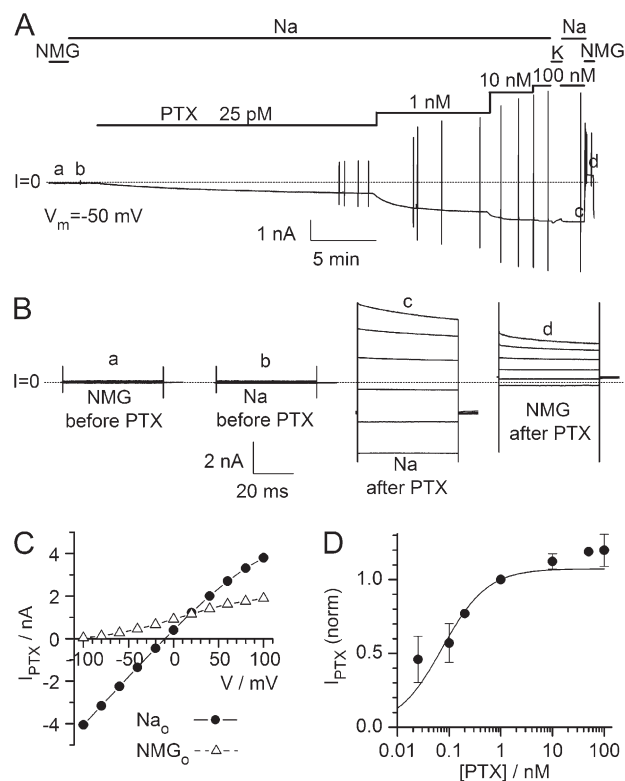 A
Na
Na
NMG
K
NMG
100 nM
10 nM
1 nM
PTX 25 pM
a b
d
I=0
c
Vm=-50 mV
1 nA
5 min
B
c
d
a
b
I=0
NMG
before PTX
Na
before PTX
NMG
after PTX
2 nA
20 ms
Na
after PTX
C
D
IPTX / nA
4
2
0
-2
-4
-100 -50 0 50 100
V / mV
Nao
NMGo
IPTX (norm)
1.0
0.5
0.0
0.01 0.1 1 10 100
[PTX] / nM